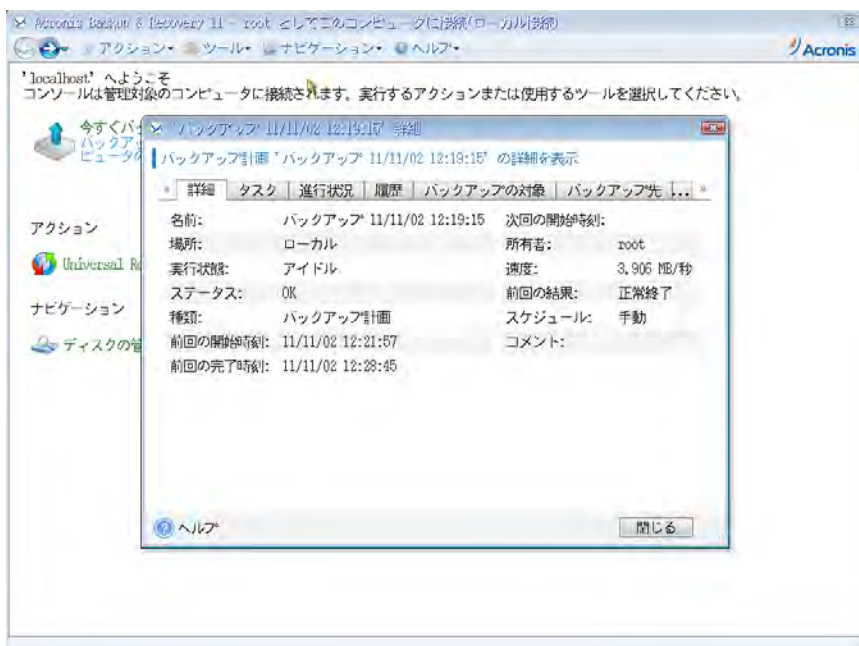 Acronis Backup & Recovery 11 - root としてこのコンピュータに接続(ローカル接続)
アクション ツール ナビゲーション ヘルプ
Acronis
'localhost' へようこそ
コンソールは管理対象のコンピュータに接続されます。実行するアクションまたは使用するツールを選択してください。
今すぐバ
バックア
ピュータの
アクション
Universal Re
ナビゲーション
ディスクの管
バックアップ 11/11/02 12:19:15' 詳細
バックアップ計画 'バックアップ 11/11/02 12:19:15' の詳細を表示
詳細 タスク 進行状況 履歴 バックアップの対象 バックアップ先 ...
名前: バックアップ 11/11/02 12:19:15 次回の開始時刻:
場所: ローカル 所有者: root
実行状態: アイドル 速度: 3.906 MB/秒
ステータス: OK 前回の結果: 正常終了
種類: バックアップ計画 スケジュール: 手動
前回の開始時刻: 11/11/02 12:21:57 コメント:
前回の完了時刻: 11/11/02 12:28:45
ヘルプ 閉じる